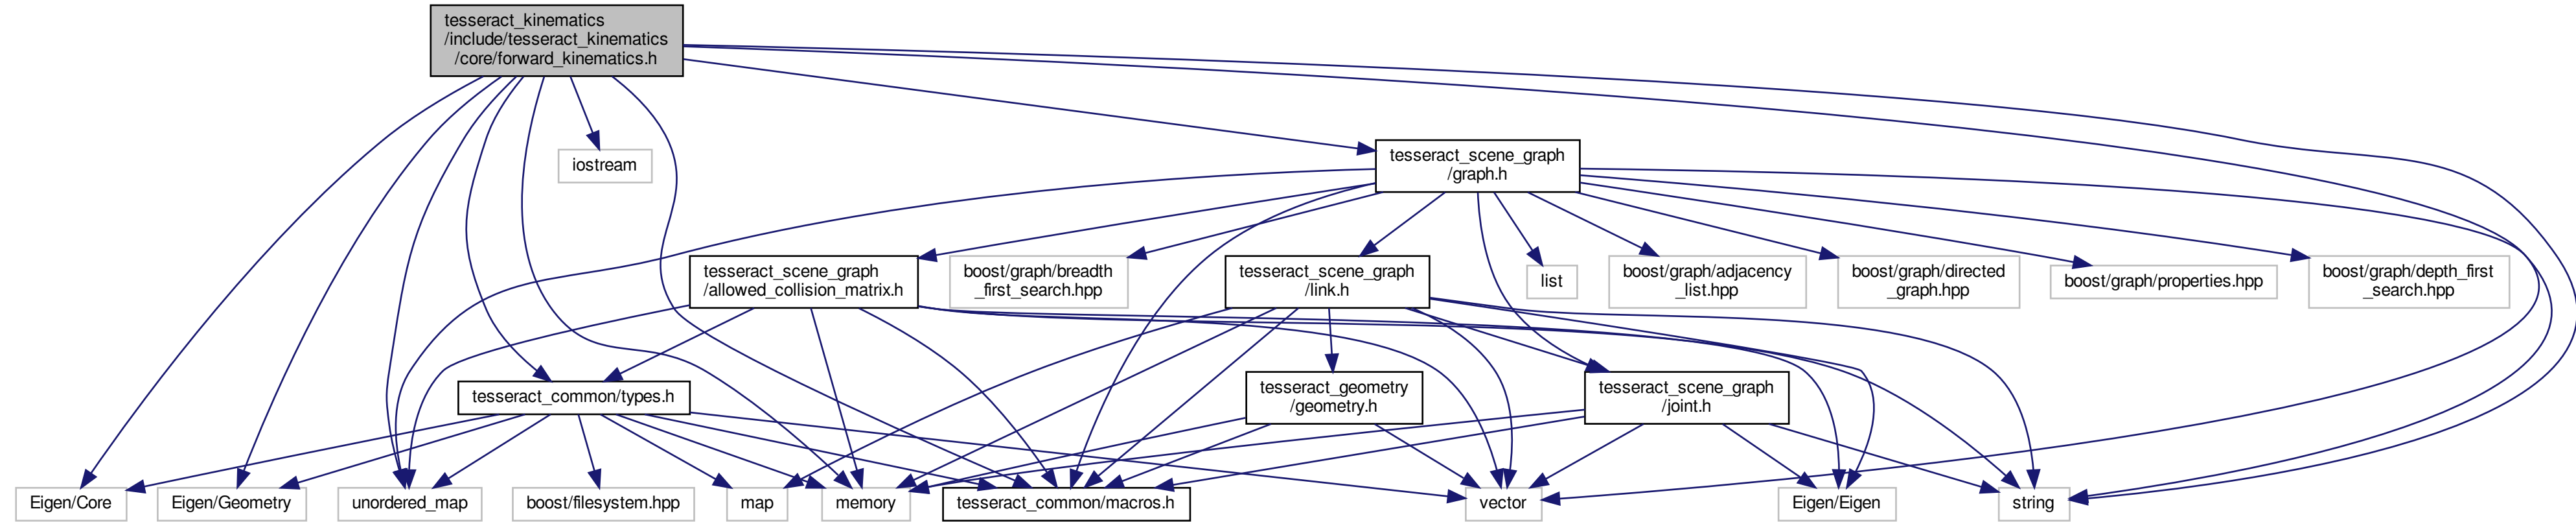 tesseract_kinematics
/include/tesseract_kinematics
/core/forward_kinematics.h
iostream
tesseract_scene_graph
/graph.h
tesseract_scene_graph
/allowed_collision_matrix.h
boost/graph/breadth
_first_search.hpp
tesseract_scene_graph
/link.h
list
boost/graph/adjacency
_list.hpp
boost/graph/directed
_graph.hpp
boost/graph/properties.hpp
boost/graph/depth_first
_search.hpp
tesseract_common/types.h
tesseract_geometry
/geometry.h
tesseract_scene_graph
/joint.h
Eigen/Core
Eigen/Geometry
unordered_map
boost/filesystem.hpp
map
memory
tesseract_common/macros.h
vector
Eigen/Eigen
string